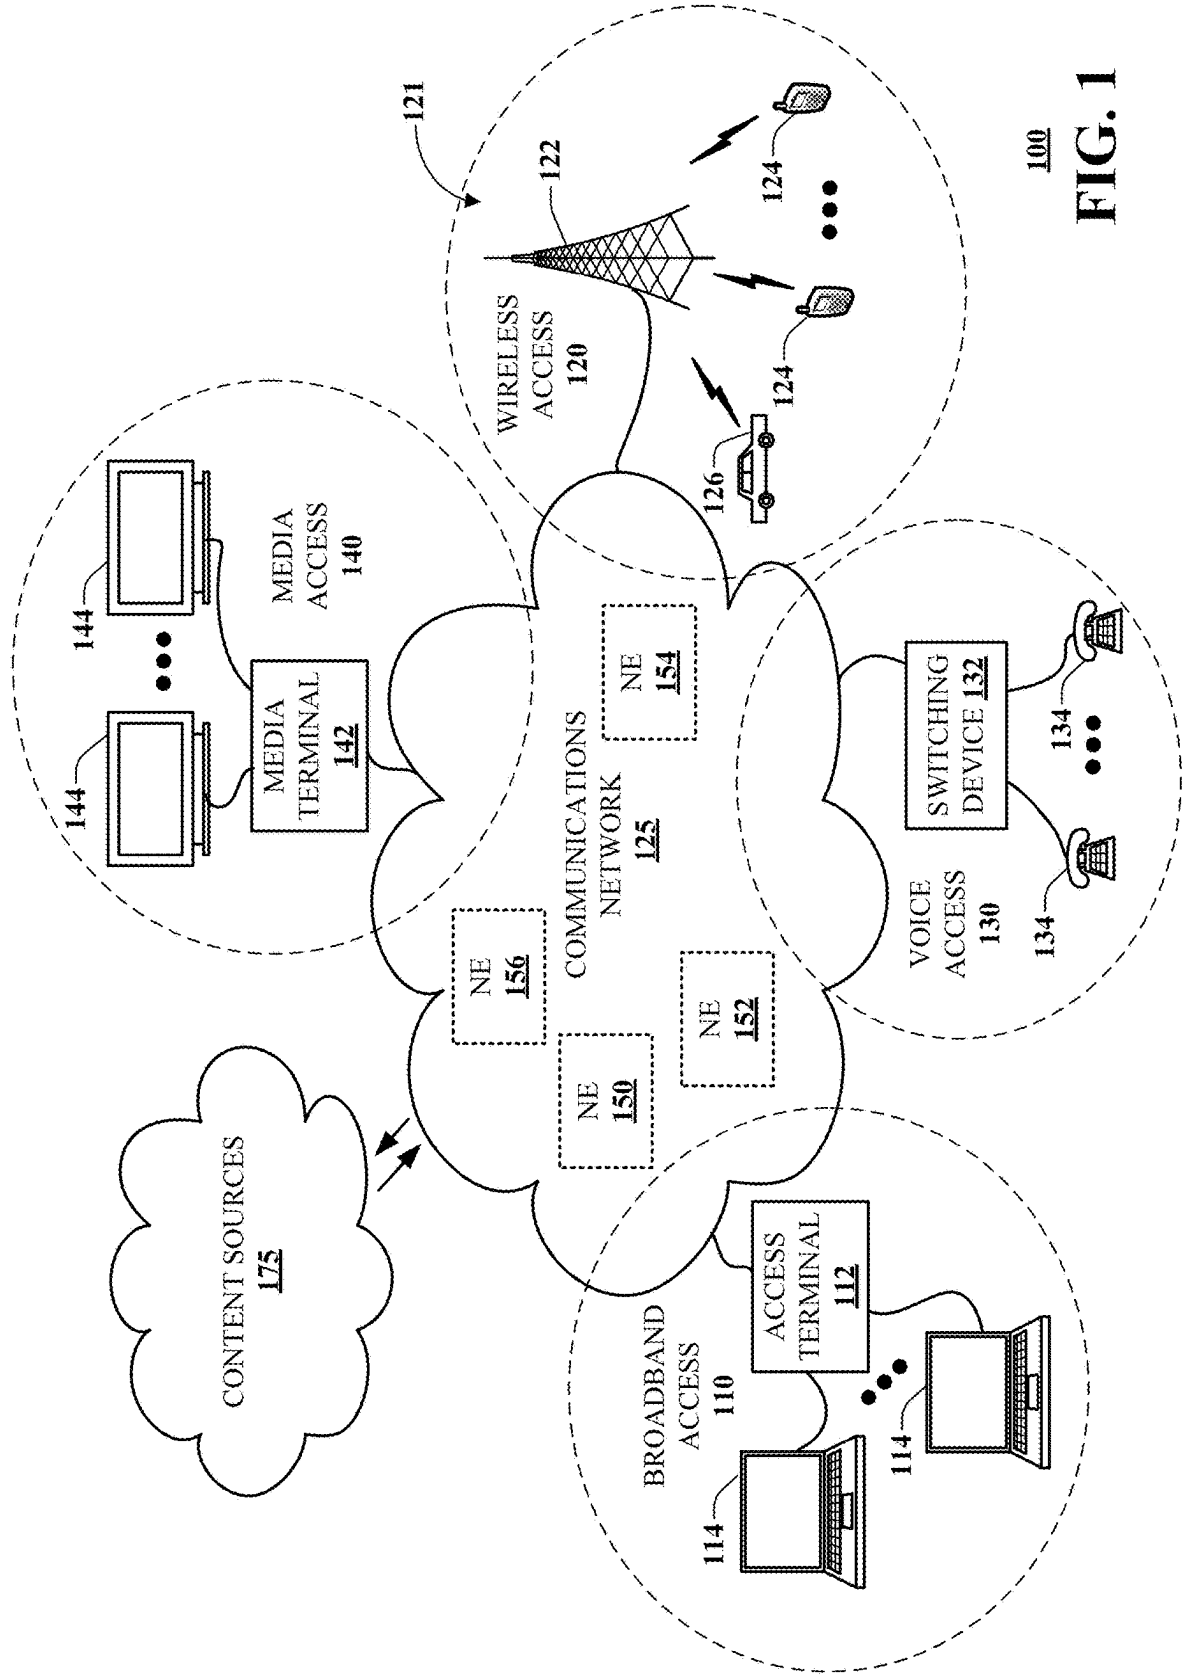 CONTENT SOURCES
175
144
144
MEDIA
TERMINAL
142
MEDIA
ACCESS
140
121
WIRELESS
ACCESS
120
122
124
124
126
NE
156
NE
150
NE
152
COMMUNICATIONS
NETWORK
125
NE
154
BROADBAND
ACCESS
110
ACCESS
TERMINAL
112
114
114
VOICE
ACCESS
130
SWITCHING
DEVICE 132
134
134
100
FIG. 1